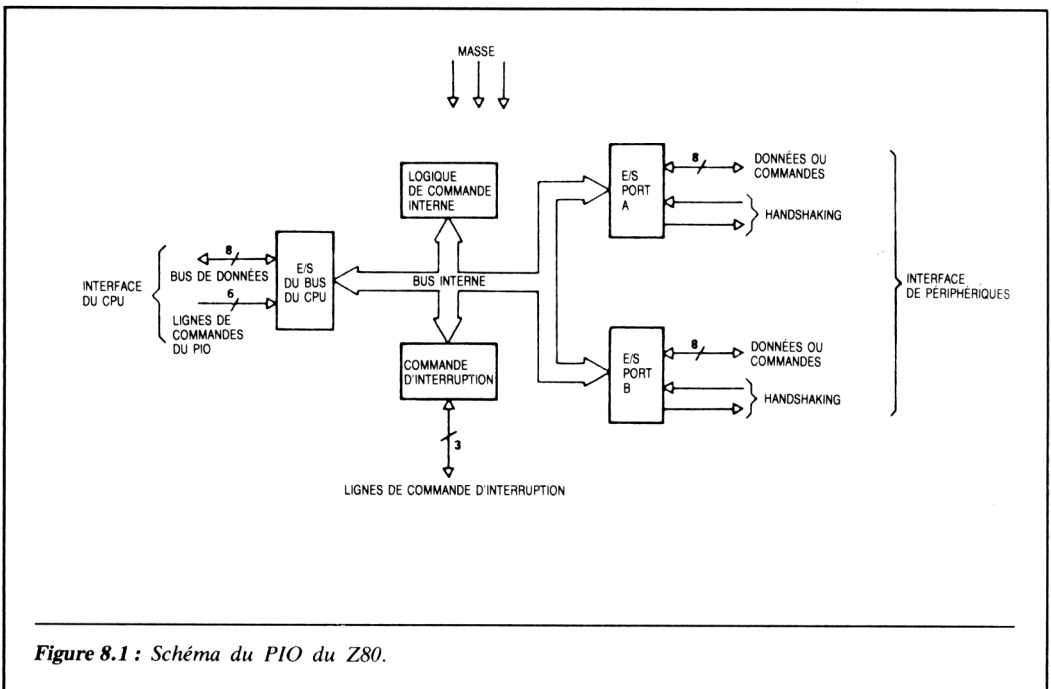 MASSE
LOGIQUE
DE COMMANDE
INTERNE
E/S
PORT
A
8
DONNÉES OU
COMMANDES
HANDSHAKING
INTERFACE
DU CPU
8
BUS DE DONNÉES
6
LIGNES DE
COMMANDES
DU PIO
E/S
DU BUS
DU CPU
BUS INTERNE
INTERFACE
DE PÉRIPHÉRIQUES
COMMANDE
D'INTERRUPTION
3
LIGNES DE COMMANDE D'INTERRUPTION
E/S
PORT
B
8
DONNÉES OU
COMMANDES
HANDSHAKING
Figure 8.1 : Schéma du PIO du Z80.